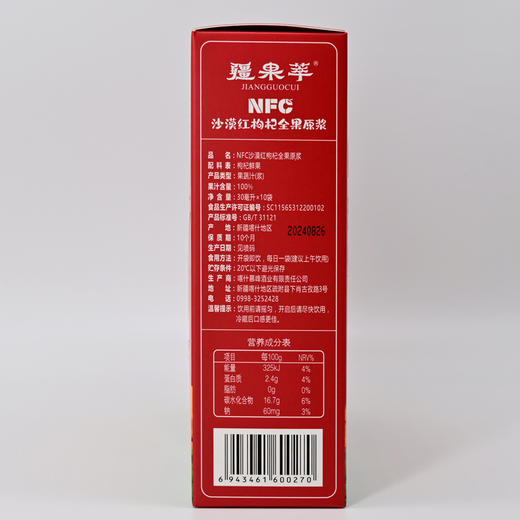 疆果萃
JIANGGUOCUI
NFC
沙漠红枸杞全果原浆
品 名：NFC沙漠红枸杞全果原浆
配 料 表：枸杞鲜果
产品类型：果蔬汁(浆)
果汁含量：100%
净 含 量：30毫升×10袋
食品生产许可证编号：SC11565312200102
产品标准号：GB/T 31121
产 地：新疆喀什地区
20240826
保 质 期：10个月
生产日期：见喷码
食用方法：开袋即饮，每日一袋(建议上午饮用)
贮存条件：20℃以下避光保存
生 产 商：喀什慕峰酒业有限责任公司
地 址：新疆喀什地区疏附县下肖古孜路3号
电 话：0998-3252428
温馨提示：饮用前请摇匀，开启后请尽快饮用，
冷藏后口感更佳。
营养成分表
项目 每100g NRV%
能量 325kJ 4%
蛋白质 2.4g 4%
脂肪 0g 0%
碳水化合物 16.7g 6%
钠 60mg 3%
6 943461 600270